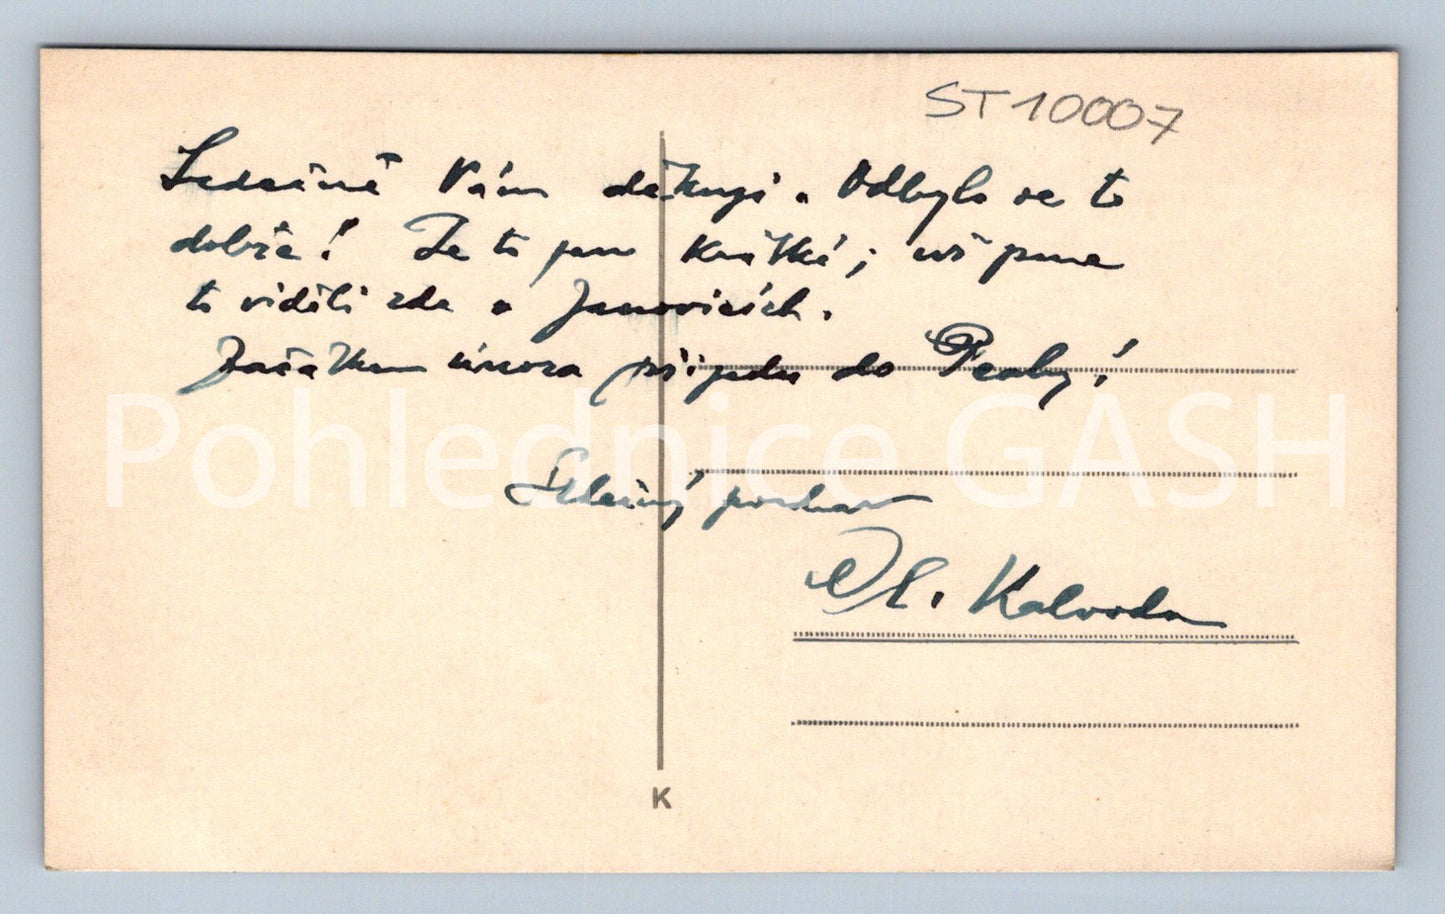 ST10007
Srdečně Vám děkuji. Odbylo se to
dobře! Je to jen krátké;
to viděli zde a Janovicích.
Začátkem února přijedu do Prahy!
Srdečný pozdrav
Ol. Kalvoda
K
Pohlednice GASH